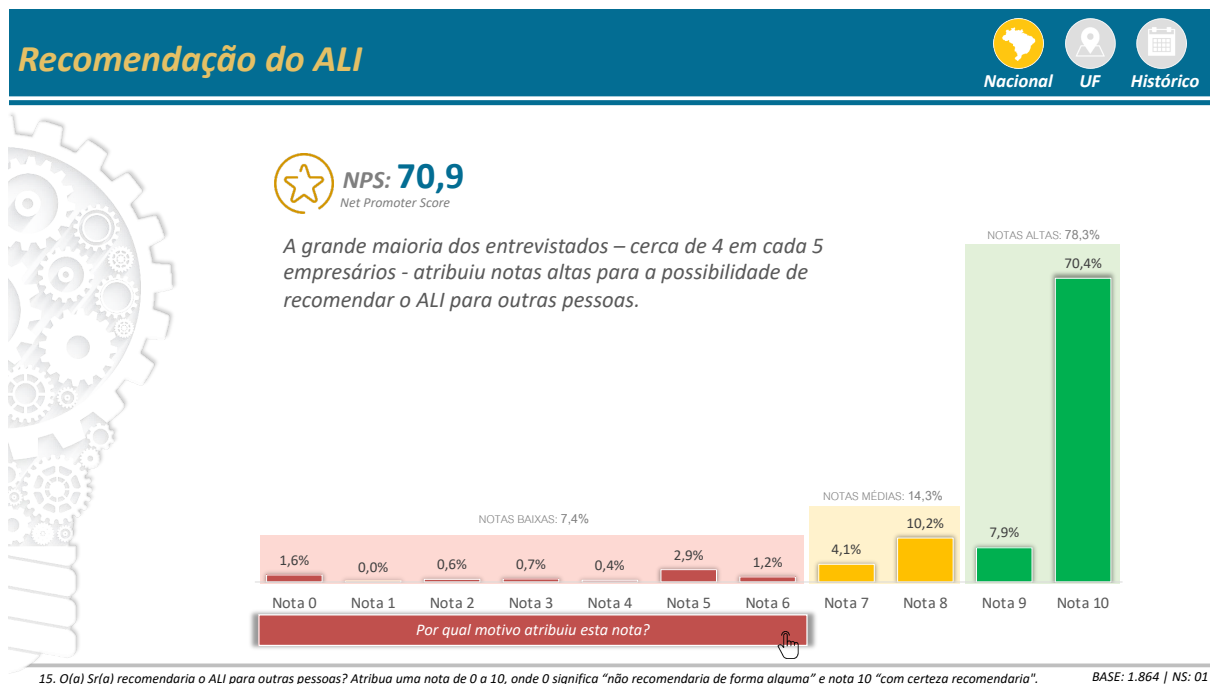 Recomendação do ALI
Nacional UF Histórico
NPS: 70,9
Net Promoter Score
A grande maioria dos entrevistados – cerca de 4 em cada 5
empresários - atribuiu notas altas para a possibilidade de
recomendar o ALI para outras pessoas.
NOTAS ALTAS: 78,3%
70,4%
NOTAS MÉDIAS: 14,3%
NOTAS BAIXAS: 7,4%
1,6% 0,0% 0,6% 0,7% 0,4% 2,9% 1,2% 4,1% 10,2% 7,9%
Nota 0 Nota 1 Nota 2 Nota 3 Nota 4 Nota 5 Nota 6 Nota 7 Nota 8 Nota 9 Nota 10
Por qual motivo atribuiu esta nota?
15. O(a) Sr(a) recomendaria o ALI para outras pessoas? Atribua uma nota de 0 a 10, onde 0 significa “não recomendaria de forma alguma” e nota 10 “com certeza recomendaria".
BASE: 1.864 | NS: 01